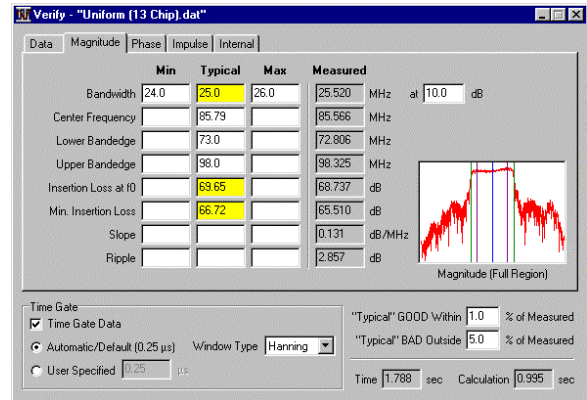 Verify - "Uniform (13 Chip).dat"
Data Magnitude Phase Impulse Internal
Min Typical Max Measured
Bandwidth 24.0 25.0 26.0 25.520 MHz at 10.0 dB
Center Frequency 85.79 85.566 MHz
Lower Bandedge 73.0 72.806 MHz
Upper Bandedge 98.0 98.325 MHz
Insertion Loss at f0 69.65 68.737 dB
Min. Insertion Loss 66.72 65.510 dB
Slope 0.131 dB/MHz
Ripple 2.857 dB
Magnitude (Full Region)
Time Gate
Time Gate Data
Automatic/Default (0.25 µs) Window Type Hanning
User Specified 0.25 µs
"Typical" GOOD Within 1.0 % of Measured
"Typical" BAD Outside 5.0 % of Measured
Time 1.788 sec Calculation 0.995 sec